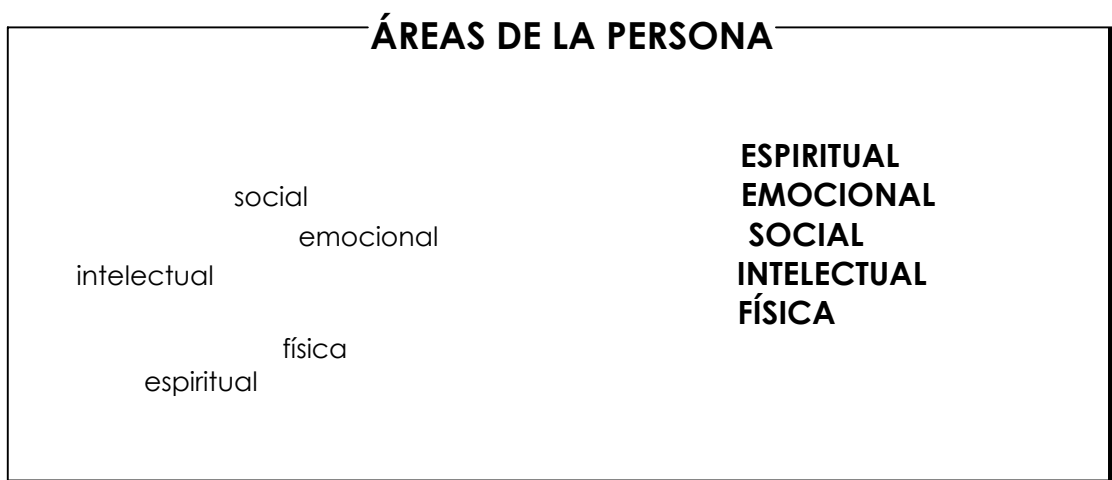 ÁREAS DE LA PERSONA
social
emocional
intelectual
física
espiritual
ESPIRITUAL
EMOCIONAL
SOCIAL
INTELECTUAL
FÍSICA